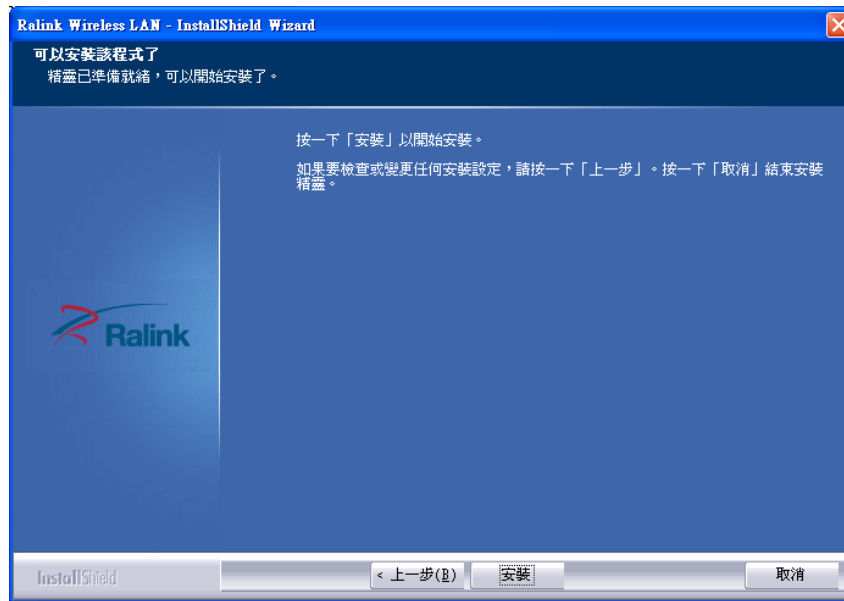 Ralink Wireless LAN - InstallShield Wizard
可以安裝該程式了
精靈已準備就緒，可以開始安裝了。
按一下「安裝」以開始安裝。
如果要檢查或變更任何安裝設定，請按一下「上一步」。按一下「取消」結束安裝
精靈。
Ralink
InstallShield
< 上一步(B)
安裝
取消